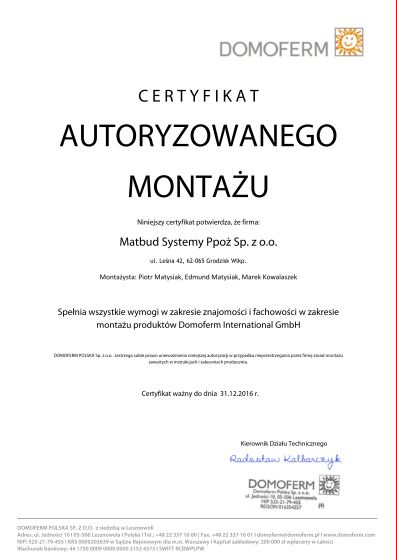 DOMOFERM
CERTYFIKAT
AUTORYZOWANEGO
MONTAŻU
Niniejszy certyfikat potwierdza, że firma:
Matbud Systemy Ppoż Sp. z o.o.
ul. Leśna 42, 62-065 Grodzisk Wlkp.
Montażysta: Piotr Matysiak, Edmund Matysiak, Marek Kowalaszek
Spełnia wszystkie wymogi w zakresie znajomości i fachowości w zakresie
montażu produktów Domoferm International GmbH
DOMOFERM POLSKA Sp. z o.o. zastrzega sobie prawo unieważnienia niniejszej autoryzacji w przypadku nieprzestrzegania przez firmę zasad montażu
zawartych w instrukcjach i zaleceniach producenta.
Certyfikat ważny do dnia 31.12.2016 r.
Kierownik Działu Technicznego
Radosław Kalbarczyk
DOMOFERM
Domoferm Polska Sp. z o.o.
ul. Jedności 10, 05-506 Lesznowola
NIP 525-21-79-455
REGON 016254257
(4)
DOMOFERM POLSKA SP. Z O.O. z siedzibą w Lesznowoli
Adres: ul. Jedności 10 I 05-506 Lesznowola I Polska I Tel.: +48 22 337 16 00 | Fax. +48 22 337 16 01 I domoferm@domoferm.com I www.domoferm.com
NIP: 525-21-79-455 I KRS 0000203639 w Sądzie Rejonowym dla m.st. Warszawy I Kapitał zakładowy: 200 000 zł wpłacony w całości
IRachunek bankowy: 44 1750 0009 0000 0000 2152 4573 I SWIFT RCBWPLPW